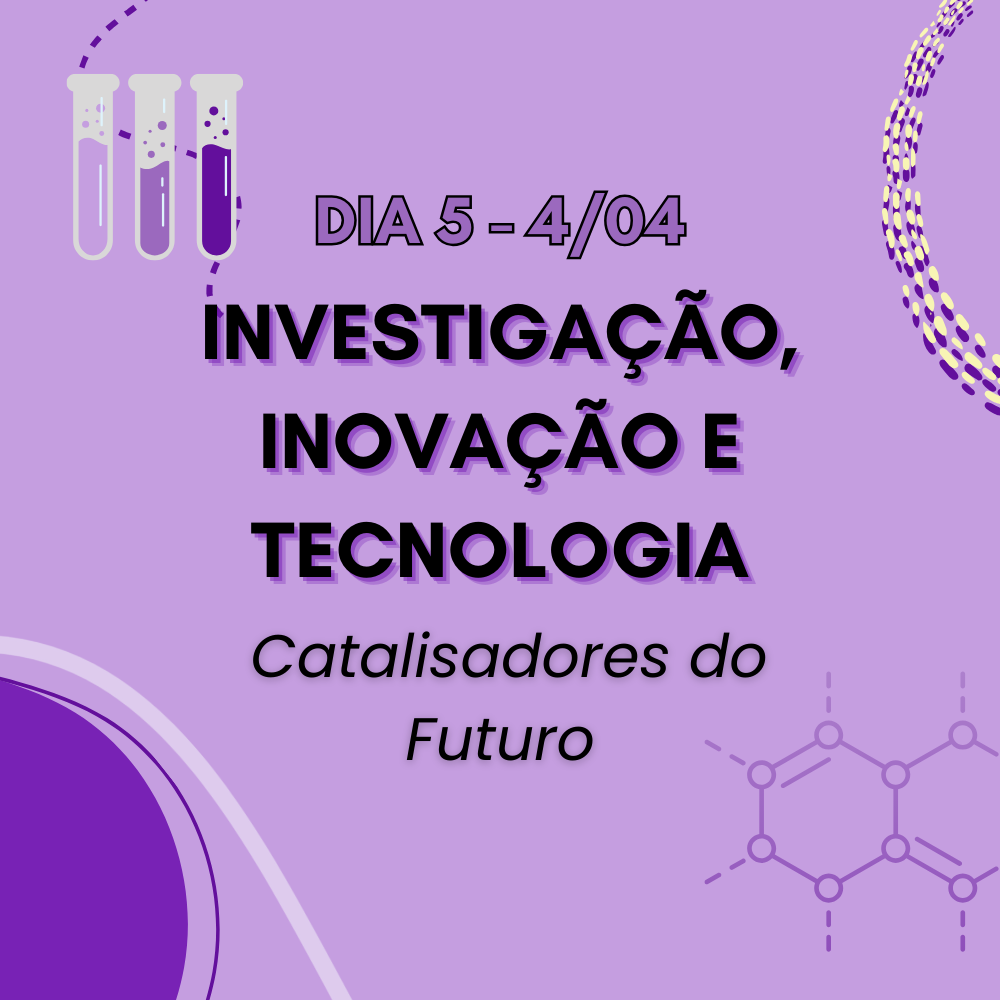 DIA 5 - 4/04
INVESTIGAÇÃO,
INOVAÇÃO E
TECNOLOGIA
Catalisadores do
Futuro